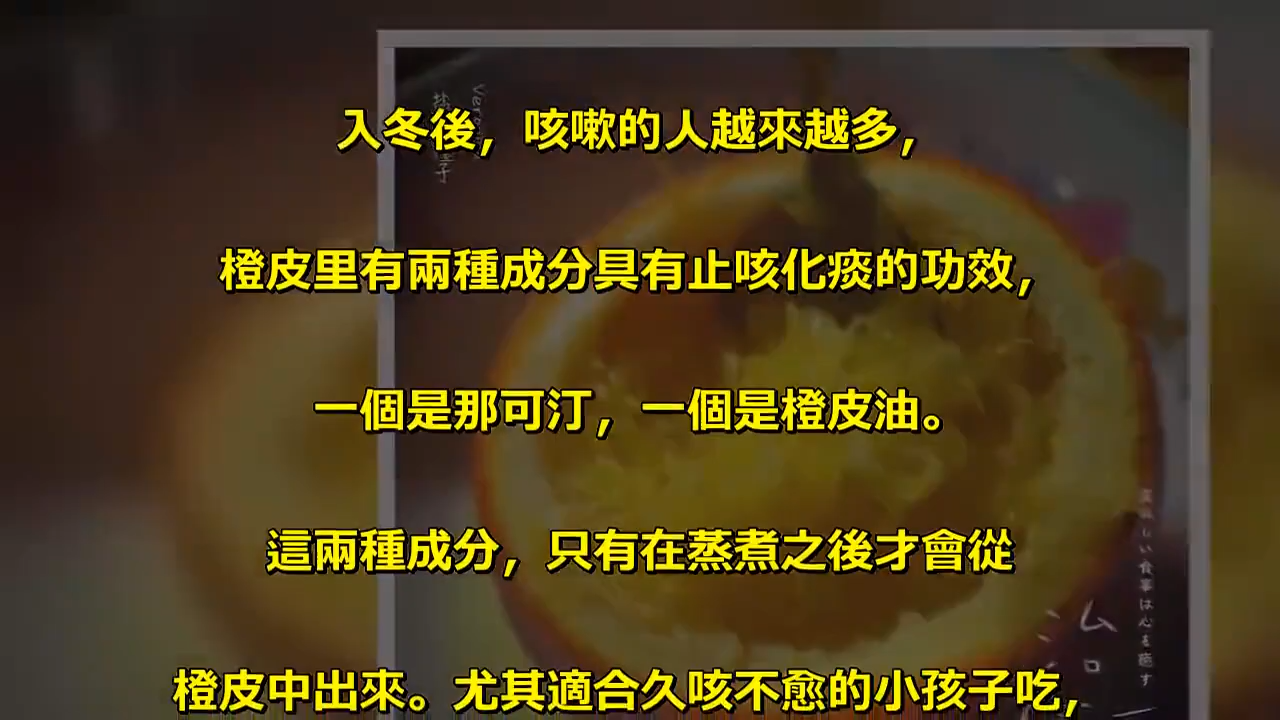 入冬後，咳嗽的人越來越多，
橙皮里有兩種成分具有止咳化痰的功效，
一個是那可汀，一個是橙皮油。
這兩種成分，只有在蒸煮之後才會從
橙皮中出來。尤其適合久咳不愈的小孩子吃，